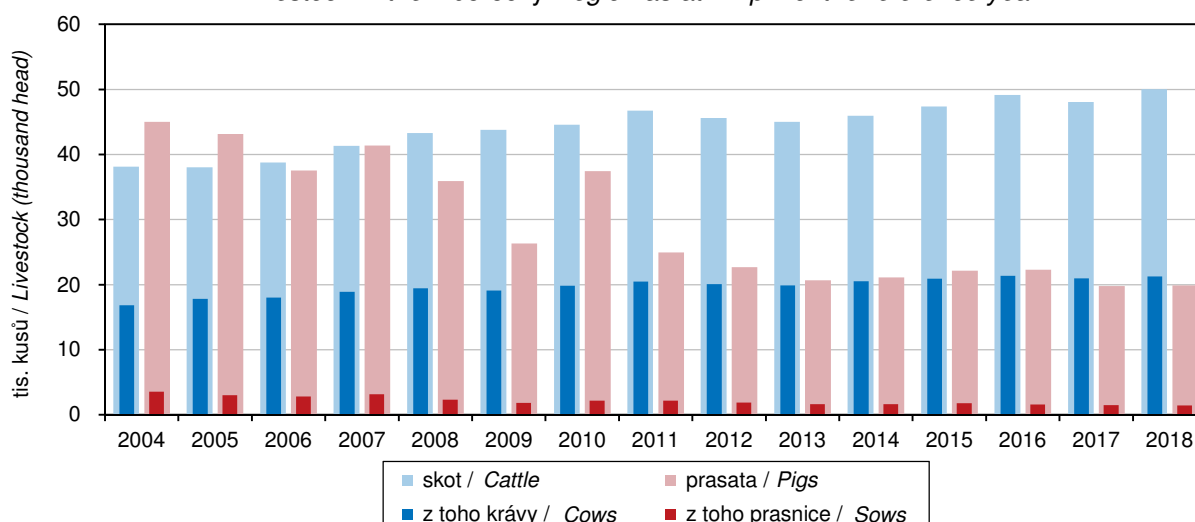 60
50
40
30
20
10
0
tis. kusů / Livestock (thousand head)
2004 2005 2006 2007 2008 2009 2010 2011 2012 2013 2014 2015 2016 2017 2018
skot / Cattle prasata / Pigs
z toho krávy / Cows z toho prasnice / Sows